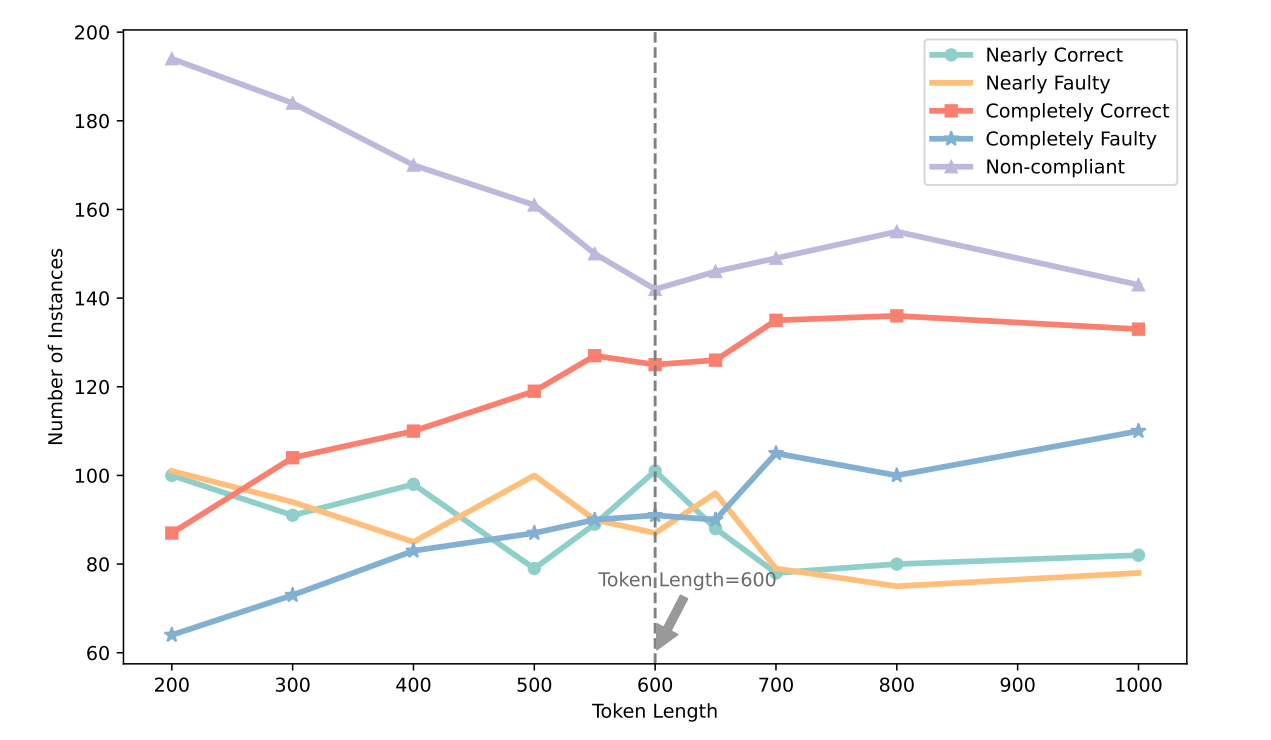 200
180
160
140
120
100
80
60
Number of Instances
Nearly Correct
Nearly Faulty
Completely Correct
Completely Faulty
Non-compliant
Token Length=600
200 300 400 500 600 700 800 900 1000
Token Length